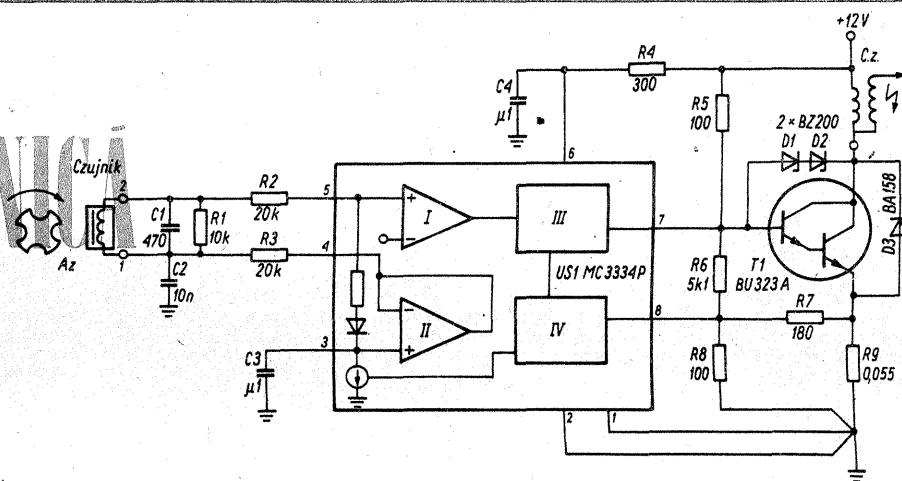 +12V
C.z.
R4
300
C4
µ1
R5
100
2×BZ200
D1 D2
6
NICÁ
Czujnik
2
C1
470
R1
10k
R2
20k
5
4
R3
20k
Az
1
C2
10n
+
I
−
III
7
US1 MC3334P
−
II
+
IV
8
3
C3
µ1
R6
5k1
T1
BU323A
BA158
D3
R7
180
R8
100
R9
0,055
2
1